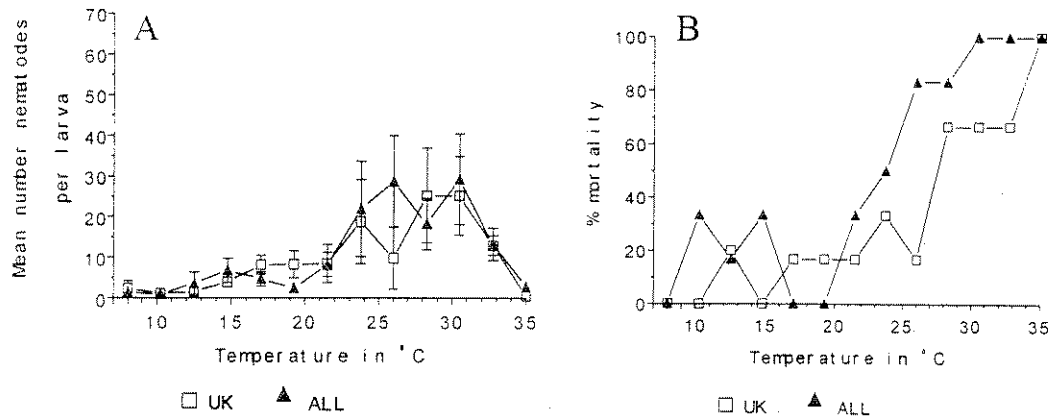 A
Mean number nematodes
per larva
70
60
50
40
30
20
10
0
10 15 20 25 30 35
Temperature in °C
UK ALL
B
% mortality
100
80
60
40
20
0
10 15 20 25 30 35
Temperature in °C
UK ALL